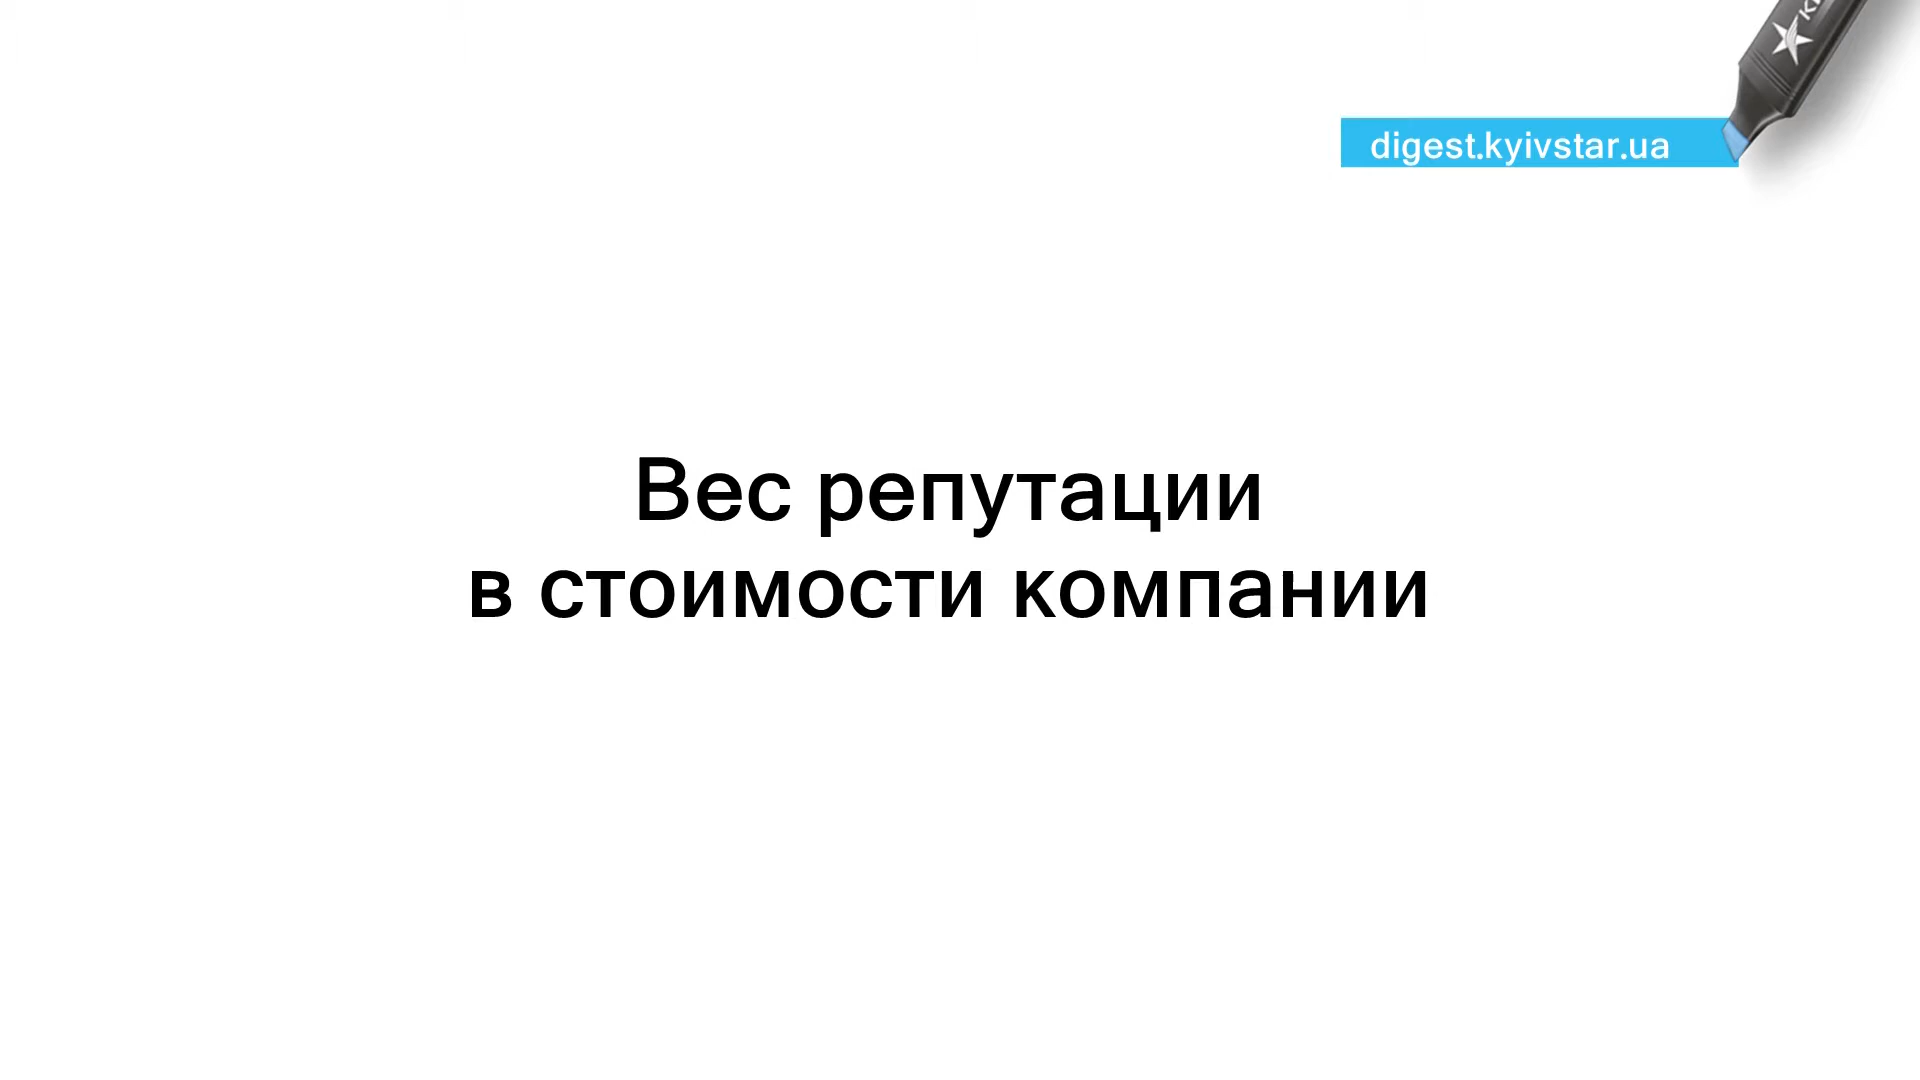 digest.kyivstar.ua
Вес репутации
в стоимости компании